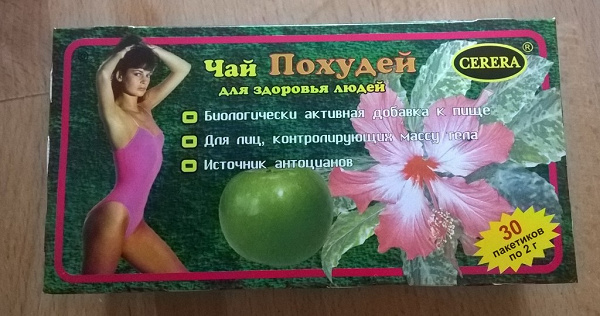 Чай Похудей
для здоровья людей
CERERA ®
Биологически активная добавка к пище
Для лиц, контролирующих массу тела
Источник антоцианов
30
пакетиков
по 2 г